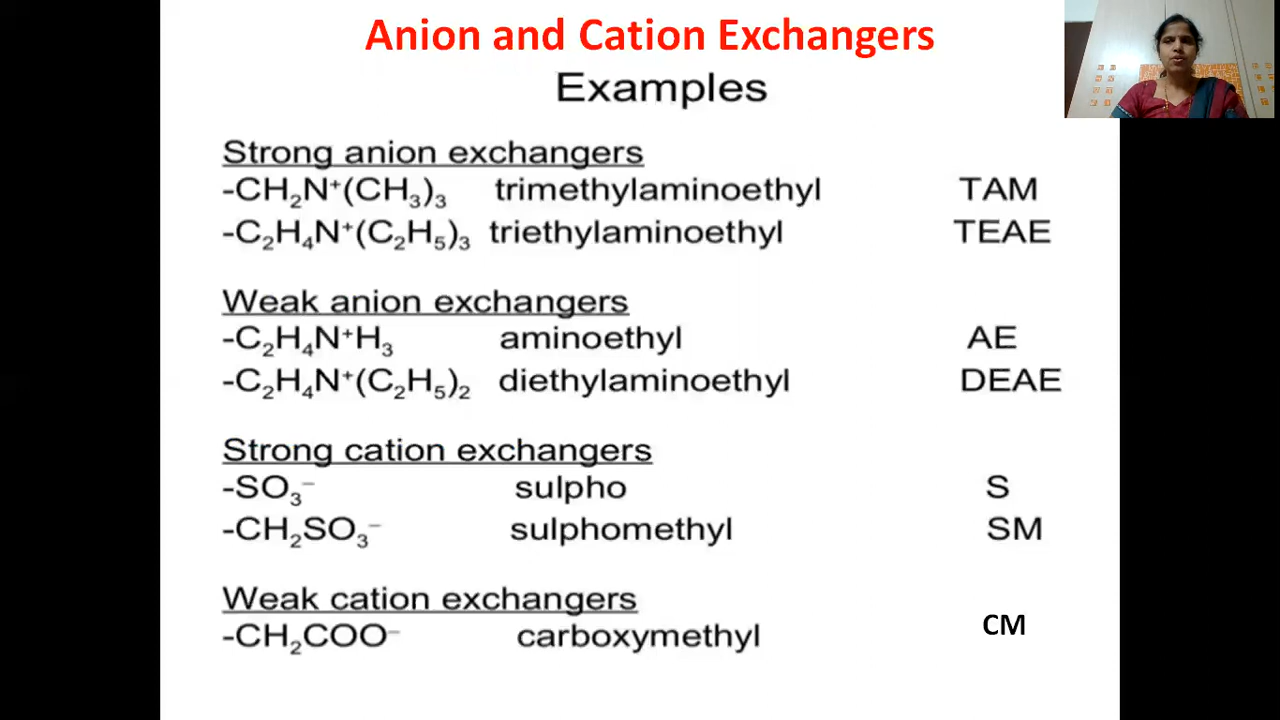 Anion and Cation Exchangers
Examples
Strong anion exchangers
-CH₂N⁺(CH₃)₃ trimethylaminoethyl TAM
-C₂H₄N⁺(C₂H₅)₃ triethylaminoethyl TEAE
Weak anion exchangers
-C₂H₄N⁺H₃ aminoethyl AE
-C₂H₄N⁺(C₂H₅)₂ diethylaminoethyl DEAE
Strong cation exchangers
-SO₃⁻ sulpho S
-CH₂SO₃⁻ sulphomethyl SM
Weak cation exchangers
-CH₂COO⁻ carboxymethyl CM